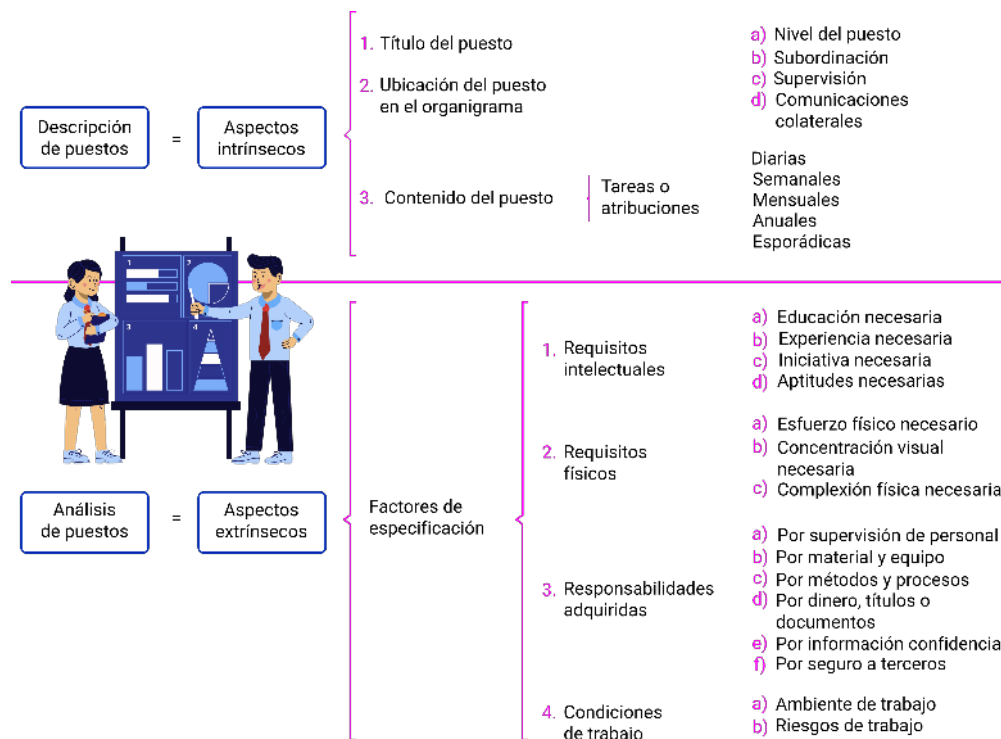 Descripción
de puestos
=
Aspectos
intrínsecos
1. Título del puesto
2. Ubicación del puesto
en el organigrama
a) Nivel del puesto
b) Subordinación
c) Supervisión
d) Comunicaciones
colaterales
3. Contenido del puesto
Tareas o
atribuciones
Diarias
Semanales
Mensuales
Anuales
Esporádicas
1
2
3
4
Análisis
de puestos
=
Aspectos
extrínsecos
Factores de
especificación
1. Requisitos
intelectuales
a) Educación necesaria
b) Experiencia necesaria
c) Iniciativa necesaria
d) Aptitudes necesarias
2. Requisitos
físicos
a) Esfuerzo físico necesario
b) Concentración visual
necesaria
c) Complexión física necesaria
3. Responsabilidades
adquiridas
a) Por supervisión de personal
b) Por material y equipo
c) Por métodos y procesos
d) Por dinero, títulos o
documentos
e) Por información confidencia
f) Por seguro a terceros
4. Condiciones
de trabajo
a) Ambiente de trabajo
b) Riesgos de trabajo